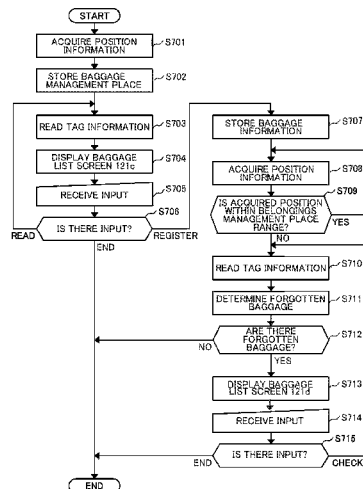 START
ACQUIRE POSITION
INFORMATION
S701
STORE BAGGAGE
MANAGEMENT PLACE
S702
READ TAG INFORMATION
S703
DISPLAY BAGGAGE
LIST SCREEN 121c
S704
RECEIVE INPUT
S705
S706
IS THERE INPUT?
READ
REGISTER
END
STORE BAGGAGE
INFORMATION
S707
ACQUIRE POSITION
INFORMATION
S708
S709
IS ACQUIRED POSITION
WITHIN BELONGINGS
MANAGEMENT PLACE
RANGE?
YES
NO
READ TAG INFORMATION
S710
DETERMINE FORGOTTEN
BAGGAGE
S711
ARE THERE
FORGOTTEN
BAGGAGE?
S712
NO
YES
DISPLAY BAGGAGE
LIST SCREEN 121d
S713
RECEIVE INPUT
S714
S715
IS THERE INPUT?
END
CHECK
END